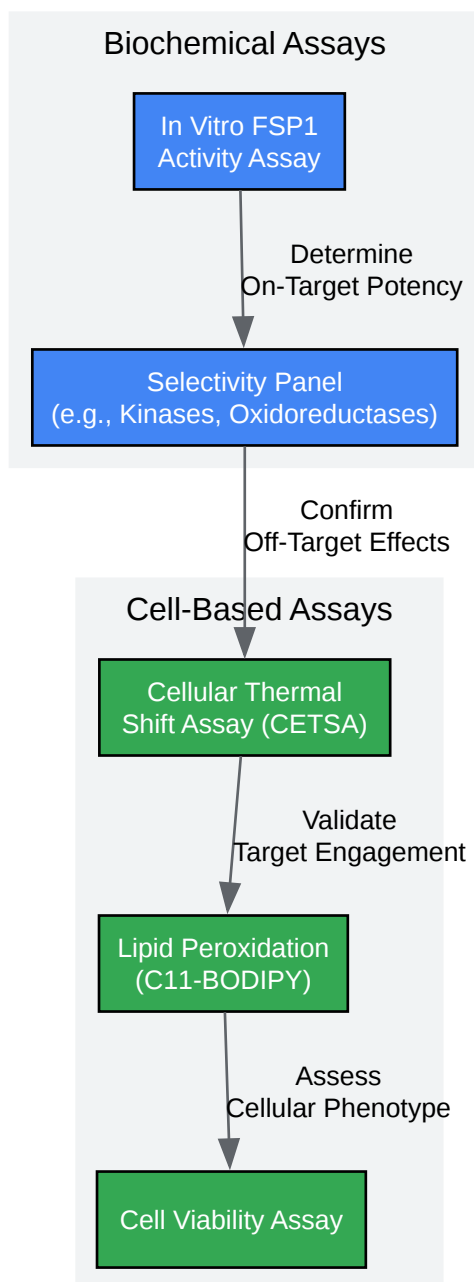 Biochemical Assays
In Vitro FSP1
Activity Assay
Determine
On-Target Potency
Selectivity Panel
(e.g., Kinases, Oxidoreductases)
Confirm
Off-Target Effects
Cell-Based Assays
Cellular Thermal
Shift Assay (CETSA)
Validate
Target Engagement
Lipid Peroxidation
(C11-BODIPY)
Assess
Cellular Phenotype
Cell Viability Assay